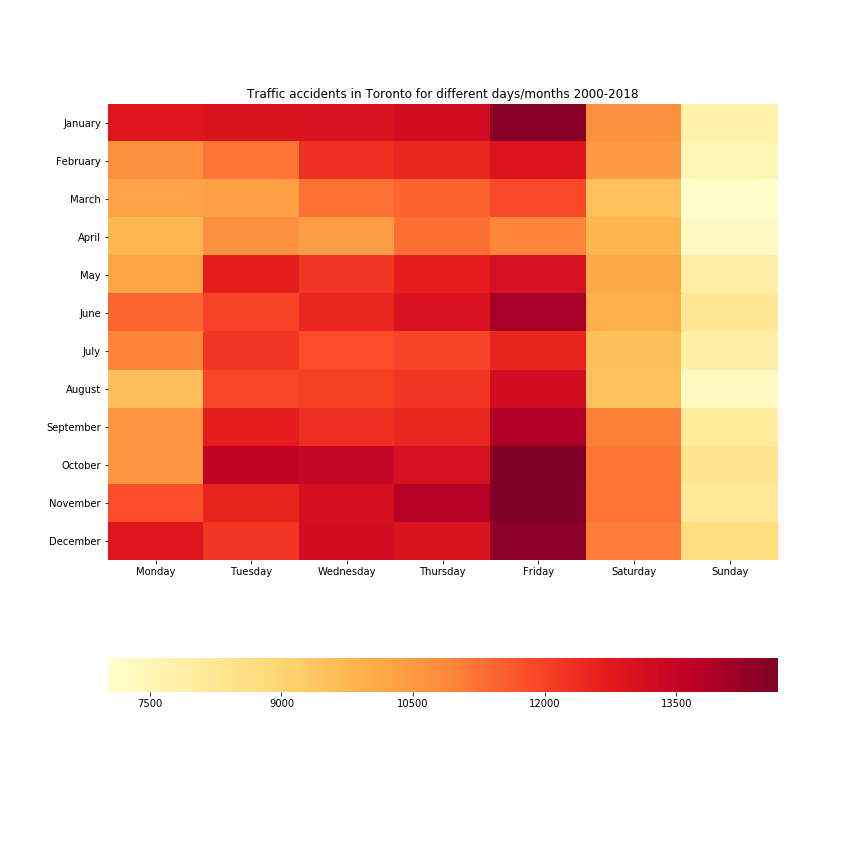 Traffic accidents in Toronto for different days/months 2000-2018
January
February
March
April
May
June
July
August
September
October
November
December
Monday Tuesday Wednesday Thursday Friday Saturday Sunday
7500 9000 10500 12000 13500